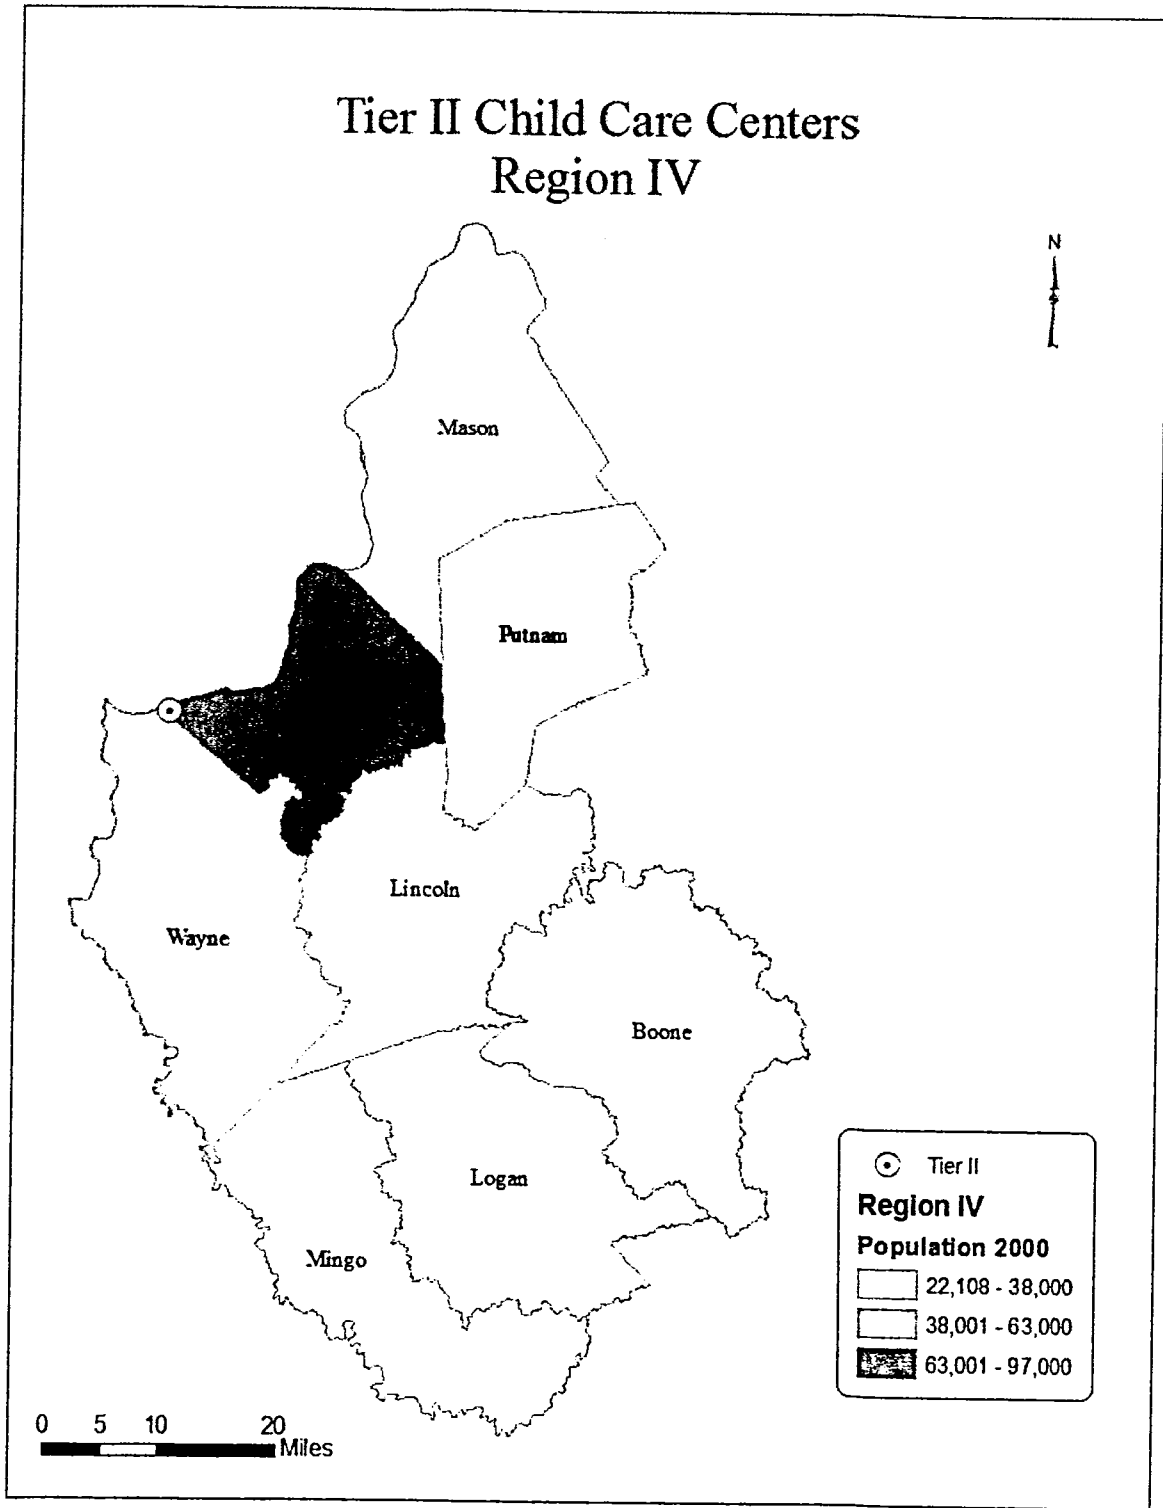 Tier II Child Care Centers
Region IV
N
Mason
Putnam
Lincoln
Wayne
Boone
Logan
Mingo
Tier II
Region IV
Population 2000
22,108 - 38,000
38,001 - 63,000
63,001 - 97,000
0 5 10 20
Miles